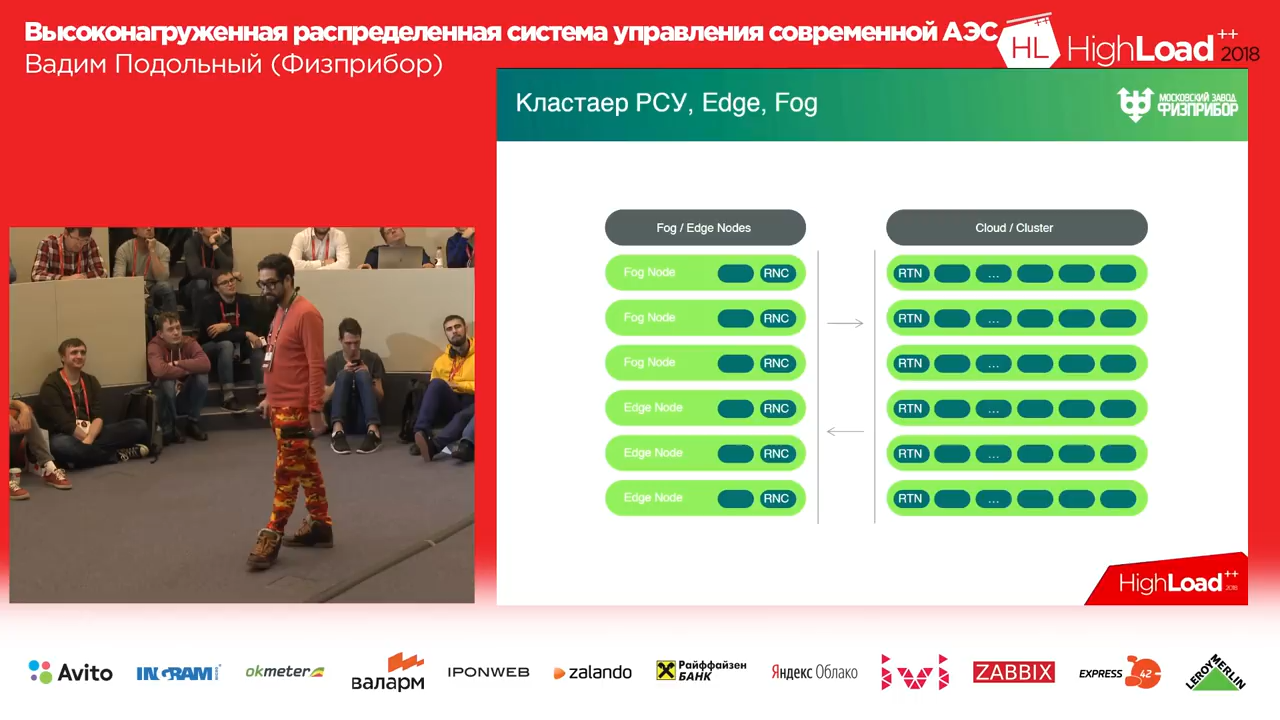 Высоконагруженная распределенная система управления современной АЭС
Вадим Подольный (Физприбор)
HL++ HighLoad++ 2018
Кластаер РСУ, Edge, Fog
МОСКОВСКИЙ ЗАВОД
ФИЗПРИБОР
Fog / Edge Nodes
Cloud / Cluster
Fog Node RNC
RTN ...
Fog Node RNC
RTN ...
Fog Node RNC
RTN ...
Edge Node RNC
RTN ...
Edge Node RNC
RTN ...
Edge Node RNC
RTN ...
HighLoad++ 2018
Avito
INGRAM
okmeter
валарм
IPONWEB
zalando
Райффайзен
БАНК
Яндекс Облако
ivi
ZABBIX
EXPRESS 42
LEROY MERLIN